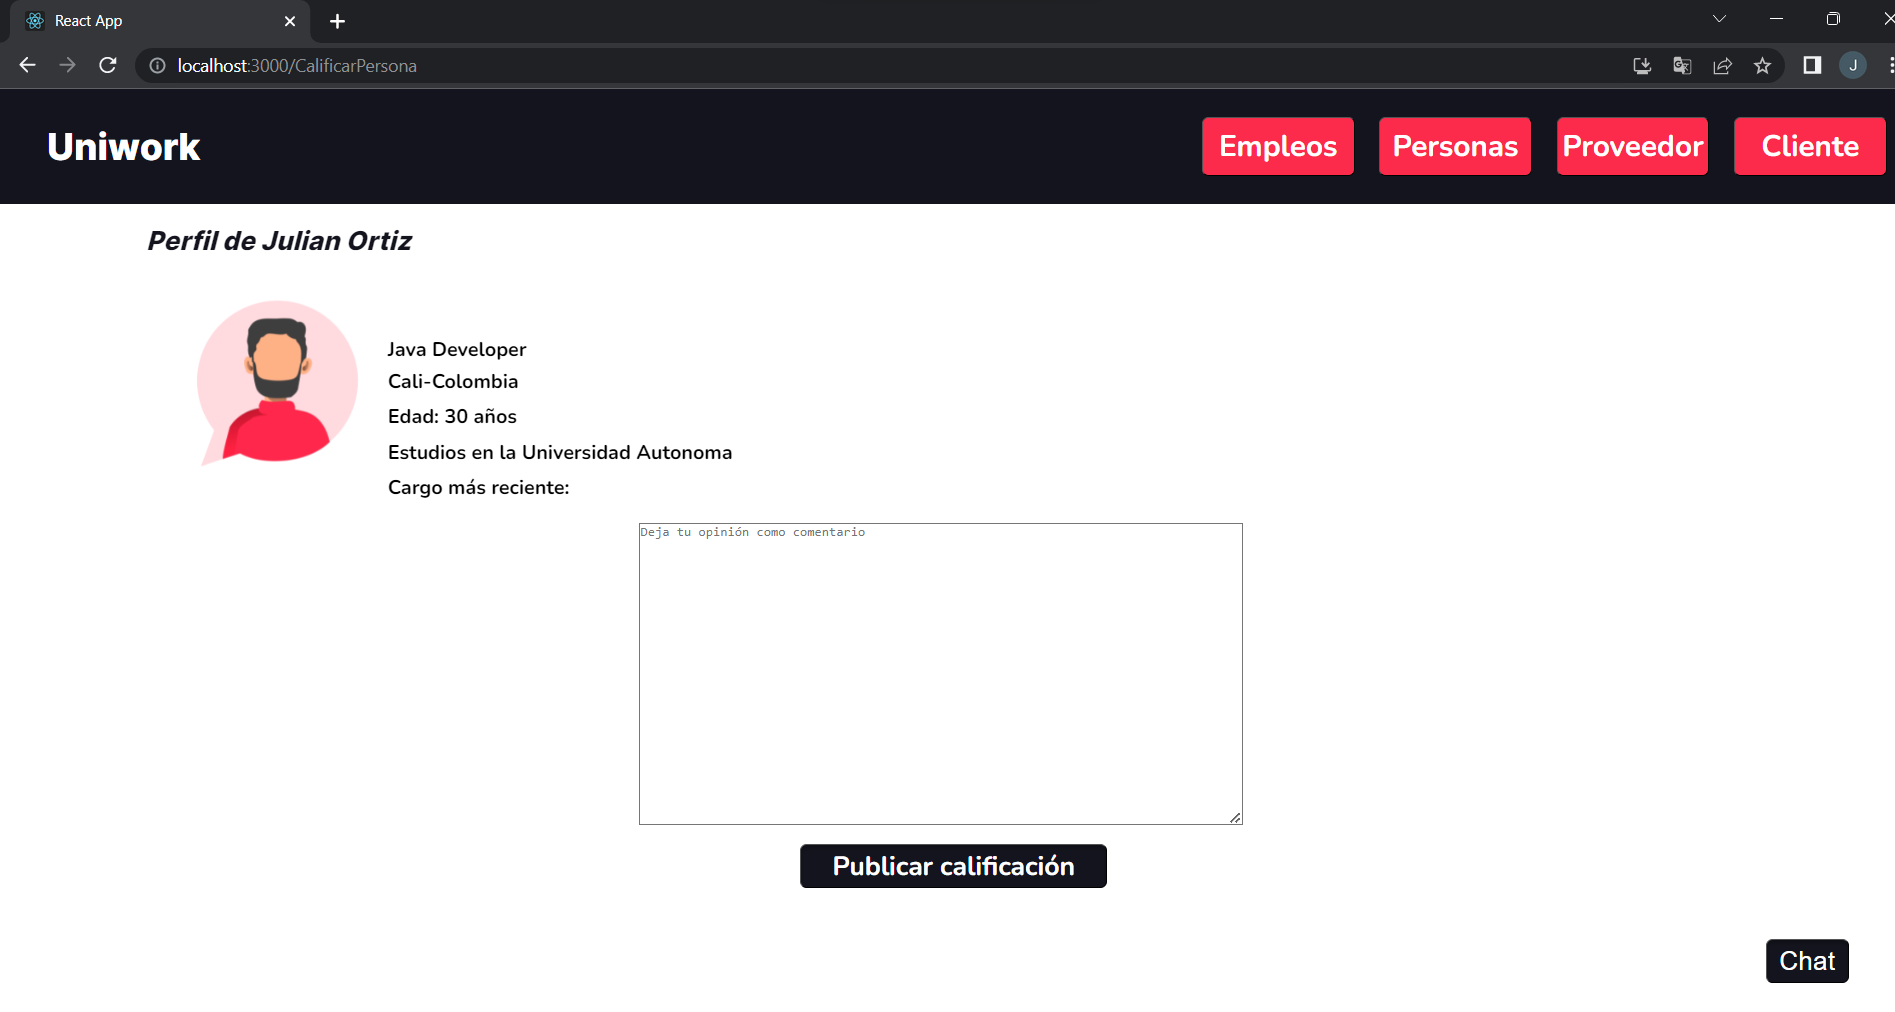 React App
localhost:3000/CalificarPersona
J
Uniwork
Empleos
Personas
Proveedor
Cliente
Perfil de Julian Ortiz
Java Developer
Cali-Colombia
Edad: 30 años
Estudios en la Universidad Autonoma
Cargo más reciente:
Deja tu opinión como comentario
Publicar calificación
Chat